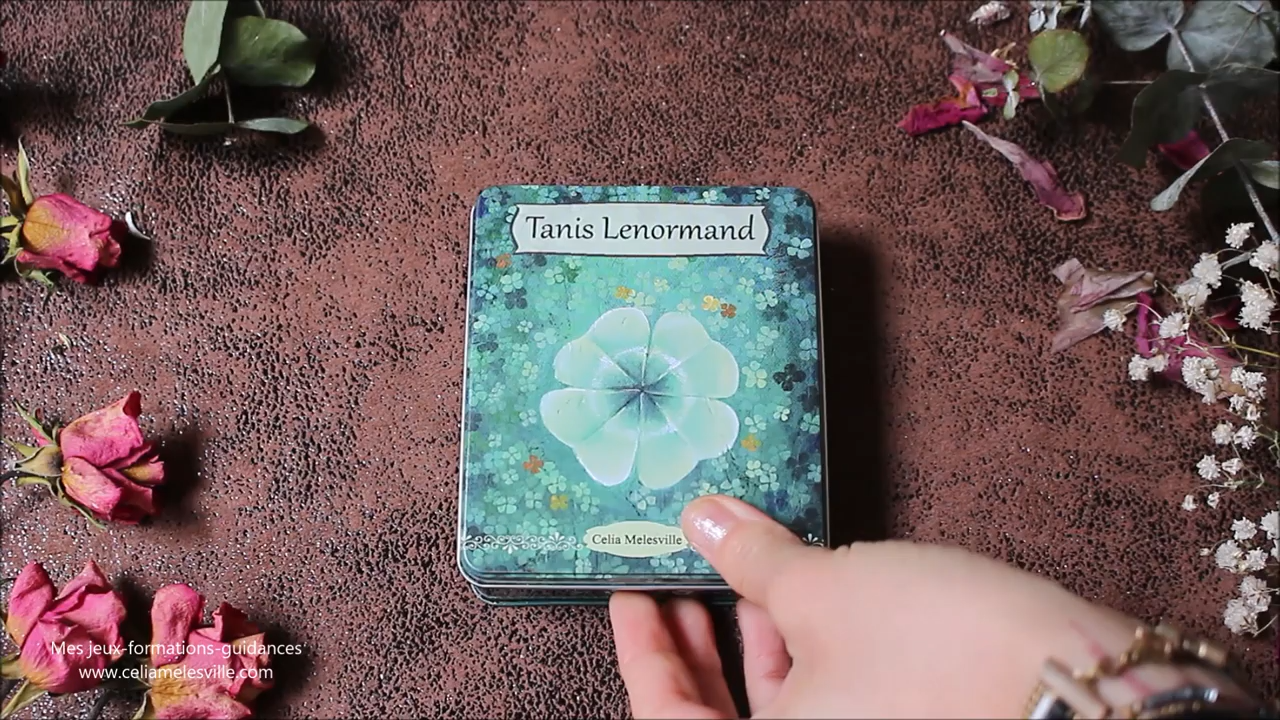 Tanis Lenormand
Celia Melesville
Mes jeux-formations-guidances
www.celiamelesville.com